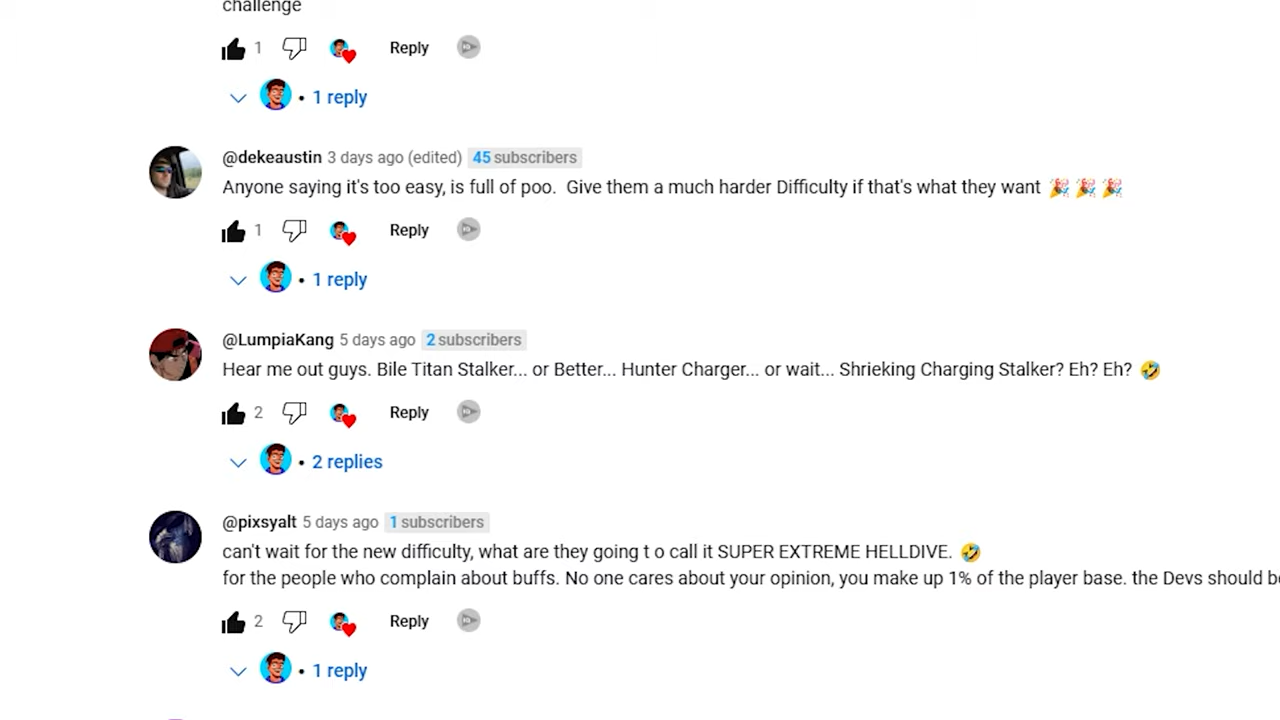 challenge
1 Reply
1 reply
@dekeaustin 3 days ago (edited) 45 subscribers
Anyone saying it's too easy, is full of poo.  Give them a much harder Difficulty if that's what they want 🎉 🎉 🎉
1 Reply
1 reply
@LumpiaKang 5 days ago 2 subscribers
Hear me out guys. Bile Titan Stalker... or Better... Hunter Charger... or wait... Shrieking Charging Stalker? Eh? Eh? 🤣
2 Reply
2 replies
@pixsyalt 5 days ago 1 subscribers
can't wait for the new difficulty, what are they going t o call it SUPER EXTREME HELLDIVE. 🤣
for the people who complain about buffs. No one cares about your opinion, you make up 1% of the player base. the Devs should
2 Reply
1 reply